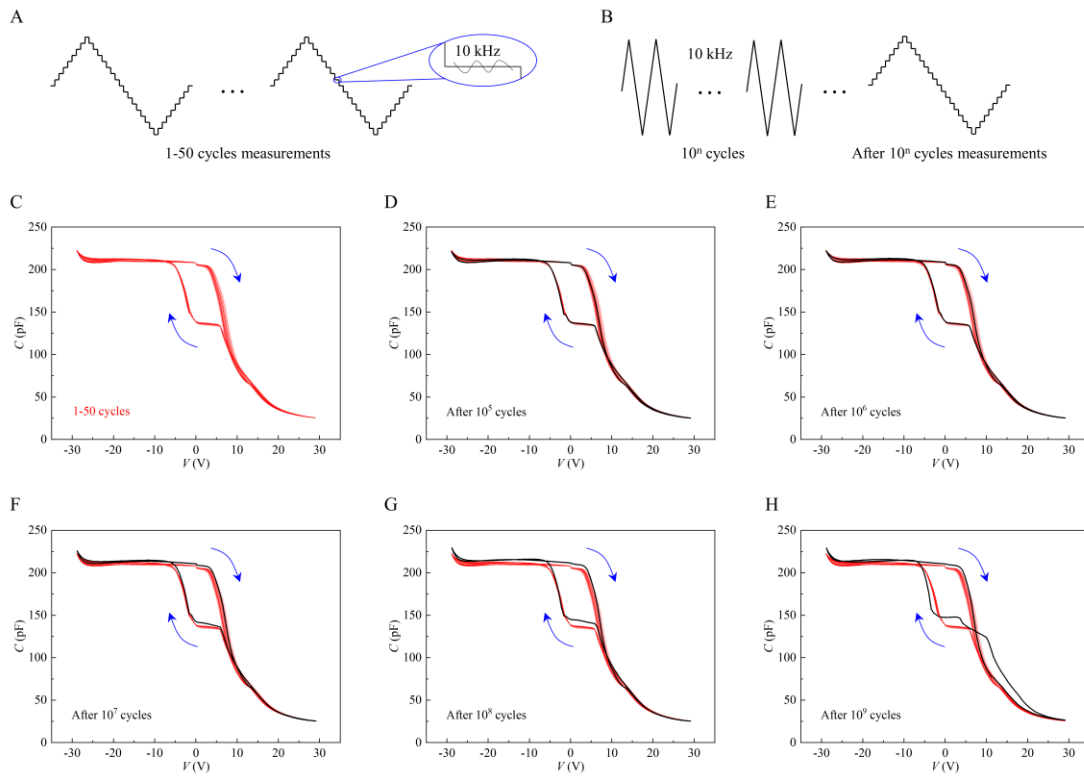 A
10 kHz
1-50 cycles measurements
B
10 kHz
10ⁿ cycles
After 10ⁿ cycles measurements
C
250
200
150
100
50
0
C (pF)
1-50 cycles
-30 -20 -10 0 10 20 30
V (V)
D
250
200
150
100
50
0
C (pF)
After 10⁵ cycles
-30 -20 -10 0 10 20 30
V (V)
E
250
200
150
100
50
0
C (pF)
After 10⁶ cycles
-30 -20 -10 0 10 20 30
V (V)
F
250
200
150
100
50
0
C (pF)
After 10⁷ cycles
-30 -20 -10 0 10 20 30
V (V)
G
250
200
150
100
50
0
C (pF)
After 10⁸ cycles
-30 -20 -10 0 10 20 30
V (V)
H
250
200
150
100
50
0
C (pF)
After 10⁹ cycles
-30 -20 -10 0 10 20 30
V (V)